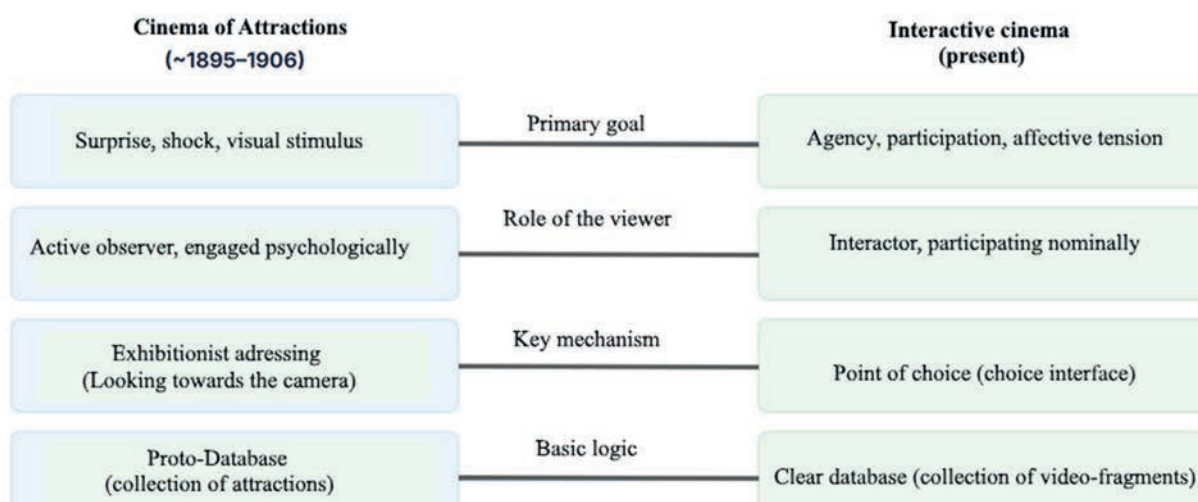 Cinema of Attractions
(~1895–1906)
Interactive cinema
(present)
Surprise, shock, visual stimulus
Primary goal
Agency, participation, affective tension
Active observer, engaged psychologically
Role of the viewer
Interactor, participating nominally
Exhibitionist adressing
(Looking towards the camera)
Key mechanism
Point of choice (choice interface)
Proto-Database
(collection of attractions)
Basic logic
Clear database (collection of video-fragments)